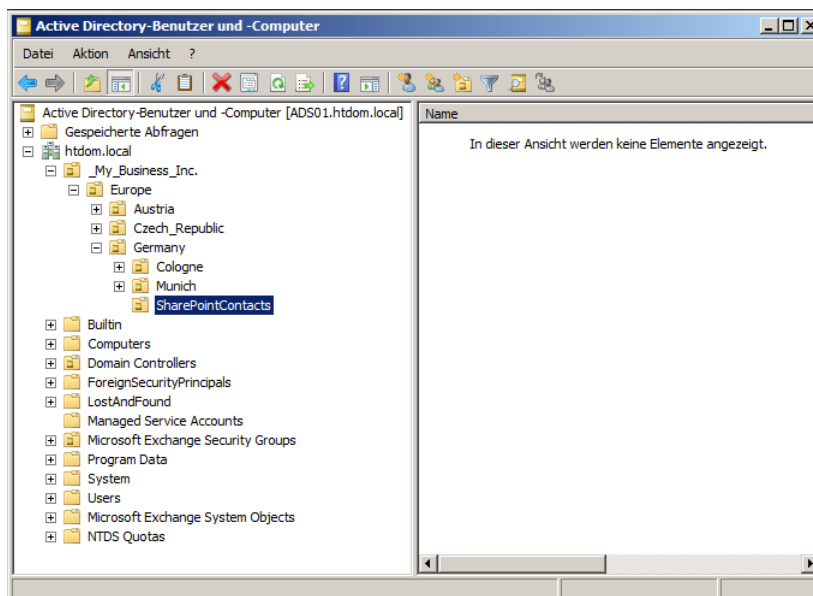 Active Directory-Benutzer und -Computer
Datei Aktion Ansicht ?
Active Directory-Benutzer und -Computer [ADS01.htdom.local]
Gespeicherte Abfragen
htdom.local
_My_Business_Inc.
Europe
Austria
Czech_Republic
Germany
Cologne
Munich
SharePointContacts
Builtin
Computers
Domain Controllers
ForeignSecurityPrincipals
LostAndFound
Managed Service Accounts
Microsoft Exchange Security Groups
Program Data
System
Users
Microsoft Exchange System Objects
NTDS Quotas
Name
In dieser Ansicht werden keine Elemente angezeigt.